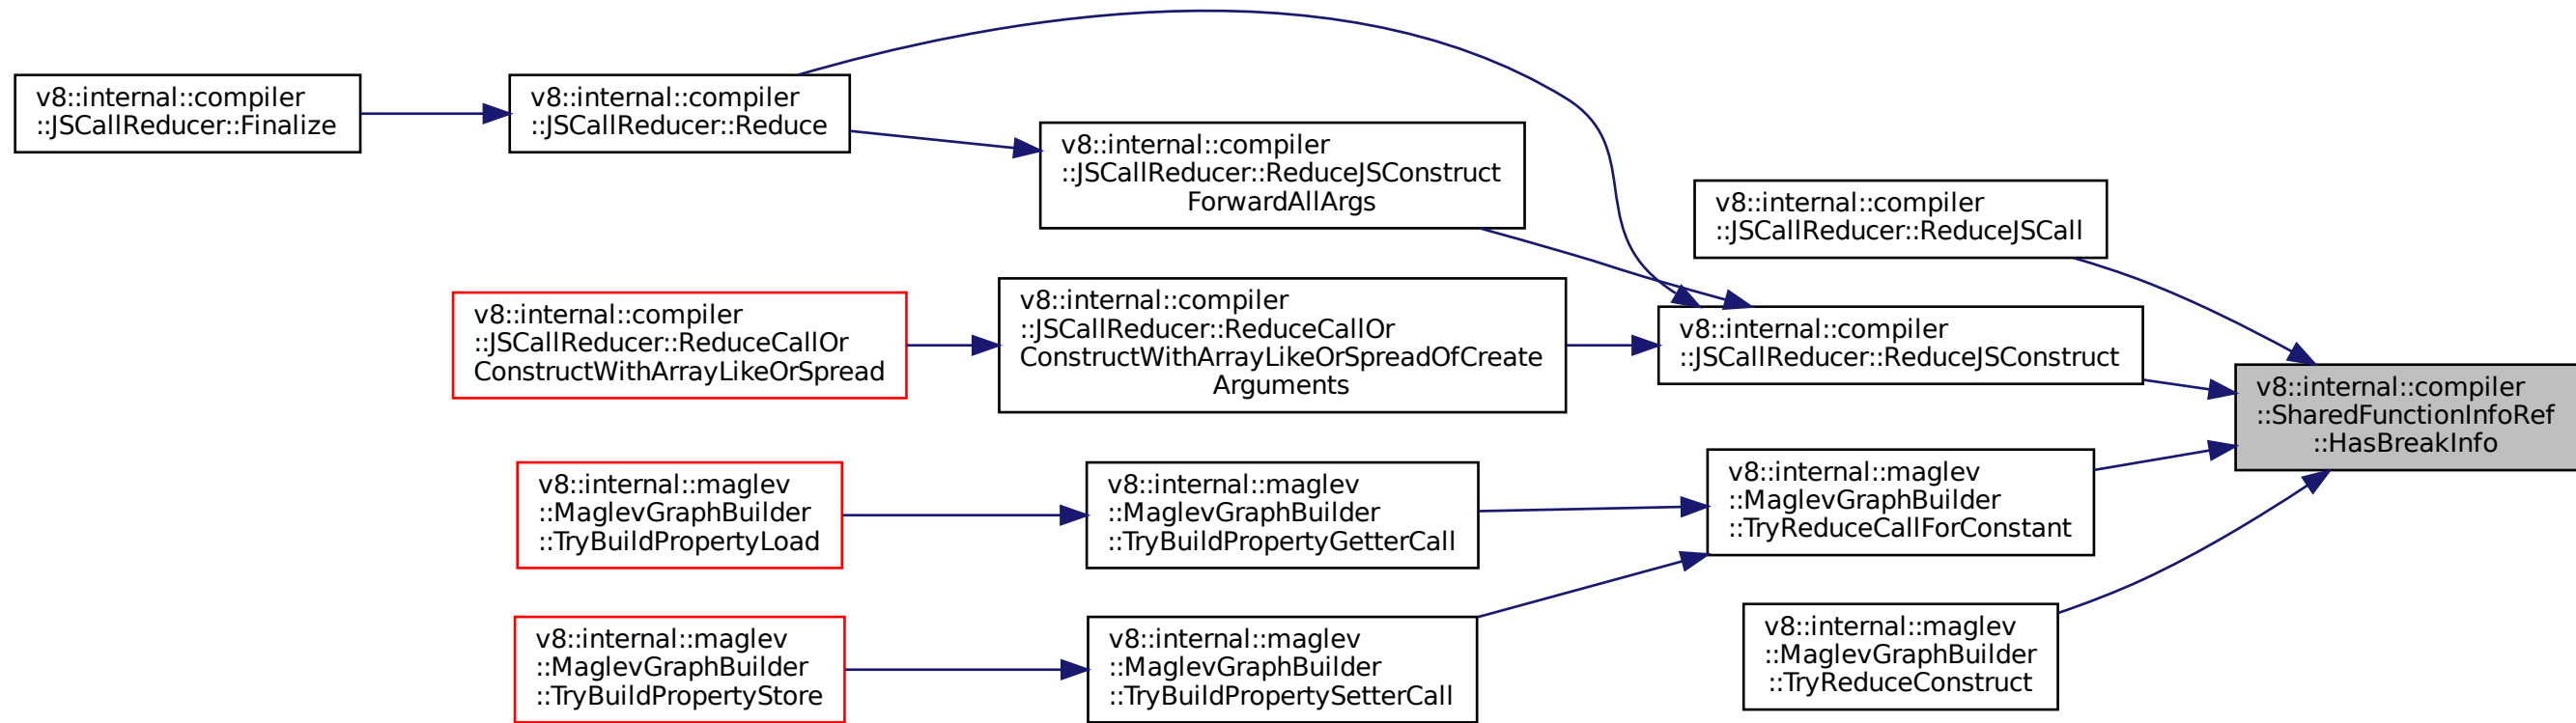 v8::internal::compiler
::JSCallReducer::Finalize
v8::internal::compiler
::JSCallReducer::Reduce
v8::internal::compiler
::JSCallReducer::ReduceJSConstruct
ForwardAllArgs
v8::internal::compiler
::JSCallReducer::ReduceJSCall
v8::internal::compiler
::JSCallReducer::ReduceCallOr
ConstructWithArrayLikeOrSpread
v8::internal::compiler
::JSCallReducer::ReduceCallOr
ConstructWithArrayLikeOrSpreadOfCreate
Arguments
v8::internal::compiler
::JSCallReducer::ReduceJSConstruct
v8::internal::compiler
::SharedFunctionInfoRef
::HasBreakInfo
v8::internal::maglev
::MaglevGraphBuilder
::TryBuildPropertyLoad
v8::internal::maglev
::MaglevGraphBuilder
::TryBuildPropertyGetterCall
v8::internal::maglev
::MaglevGraphBuilder
::TryReduceCallForConstant
v8::internal::maglev
::MaglevGraphBuilder
::TryBuildPropertyStore
v8::internal::maglev
::MaglevGraphBuilder
::TryBuildPropertySetterCall
v8::internal::maglev
::MaglevGraphBuilder
::TryReduceConstruct